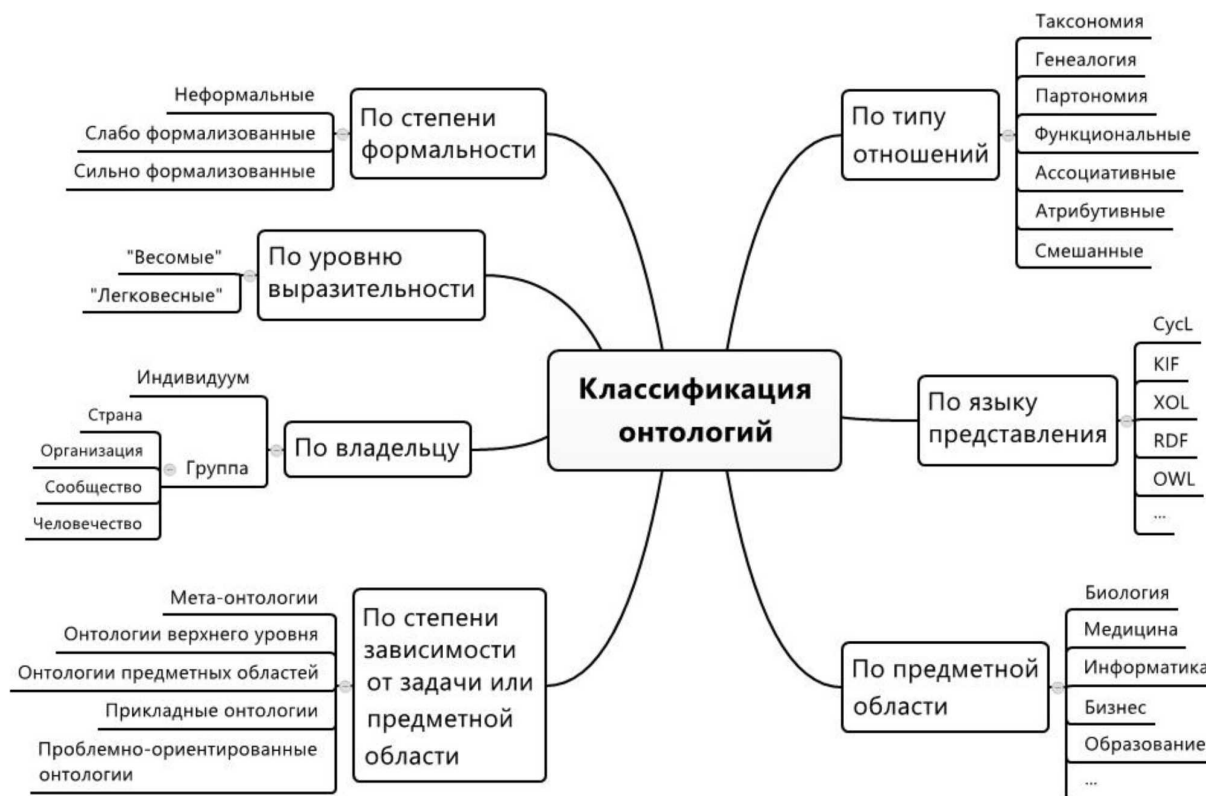 Классификация
онтологий
По степени
формальности
Неформальные
Слабо формализованные
Сильно формализованные
По уровню
выразительности
"Весомые"
"Легковесные"
По владельцу
Индивидуум
Группа
Страна
Организация
Сообщество
Человечество
По степени
зависимости
от задачи или
предметной
области
Мета-онтологии
Онтологии верхнего уровня
Онтологии предметных областей
Прикладные онтологии
Проблемно-ориентированные
онтологии
По типу
отношений
Таксономия
Генеалогия
Партономия
Функциональные
Ассоциативные
Атрибутивные
Смешанные
По языку
представления
CycL
KIF
XOL
RDF
OWL
...
По предметной
области
Биология
Медицина
Информатика
Бизнес
Образование
...